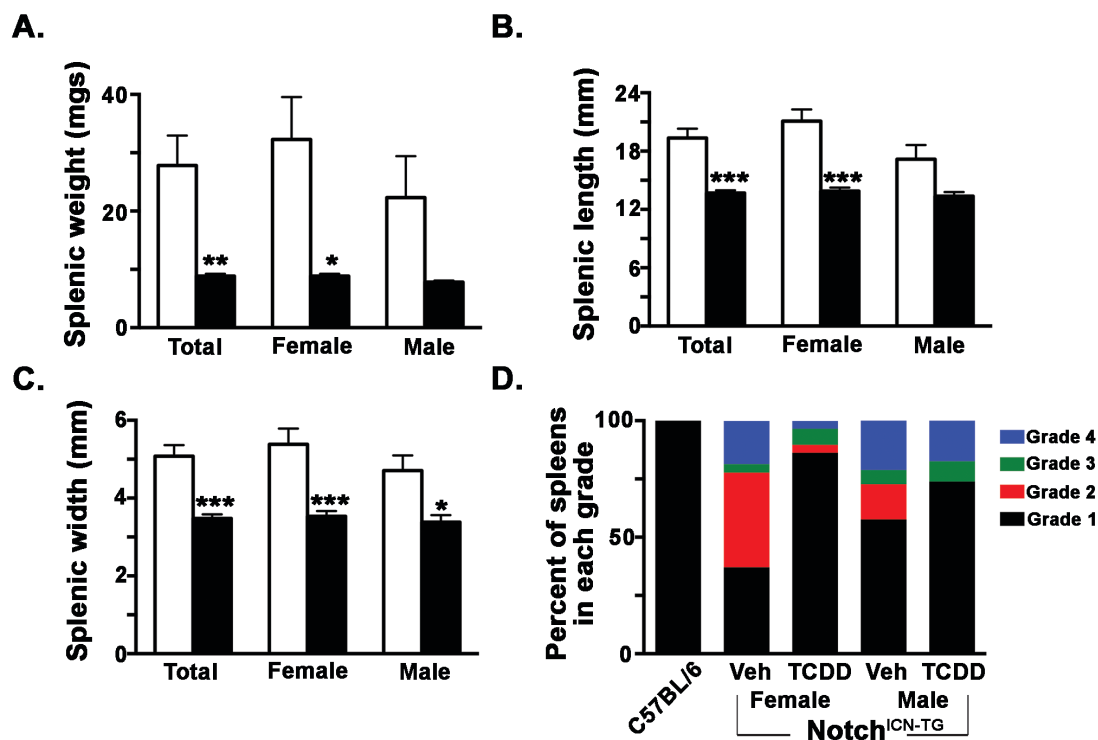 A.
Splenic weight (mgs)
40
20
0
**
*
Total Female Male
B.
Splenic length (mm)
24
18
12
6
0
***
***
Total Female Male
C.
Splenic width (mm)
6
4
2
0
***
***
*
Total Female Male
D.
Percent of spleens
in each grade
100
50
0
Grade 4
Grade 3
Grade 2
Grade 1
C57BL/6
Veh TCDD Veh TCDD
Female Male
Notch^ICN-TG